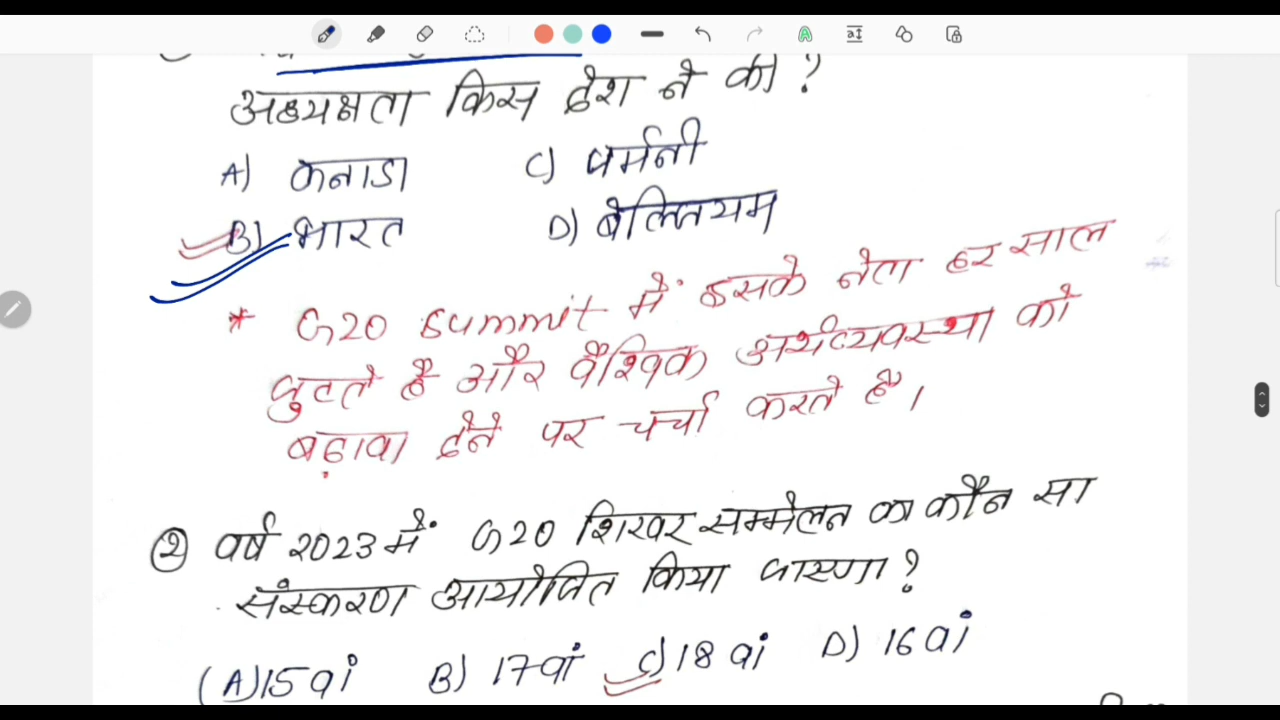 अध्यक्षता किस देश ने की ?
A) कनाडा C) जर्मनी
B) भारत D) बेल्जियम
* G20 Summit में इसके नेता हर साल
जुटते है और वैश्विक अर्थव्यवस्था को
बढ़ावा देने पर चर्चा करते है।
② वर्ष 2023 में G20 शिखर सम्मेलन का कौन सा
संस्करण आयोजित किया जाएगा ?
(A) 15वां B) 17वां C) 18वां D) 16वां